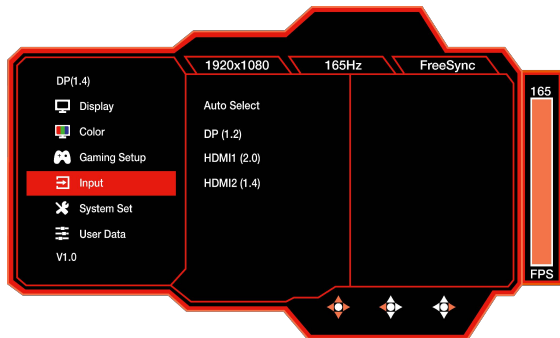 1920x1080 165Hz FreeSync
DP(1.4)
Display
Color
Gaming Setup
Input
System Set
User Data
V1.0
Auto Select
DP (1.2)
HDMI1 (2.0)
HDMI2 (1.4)
165
FPS